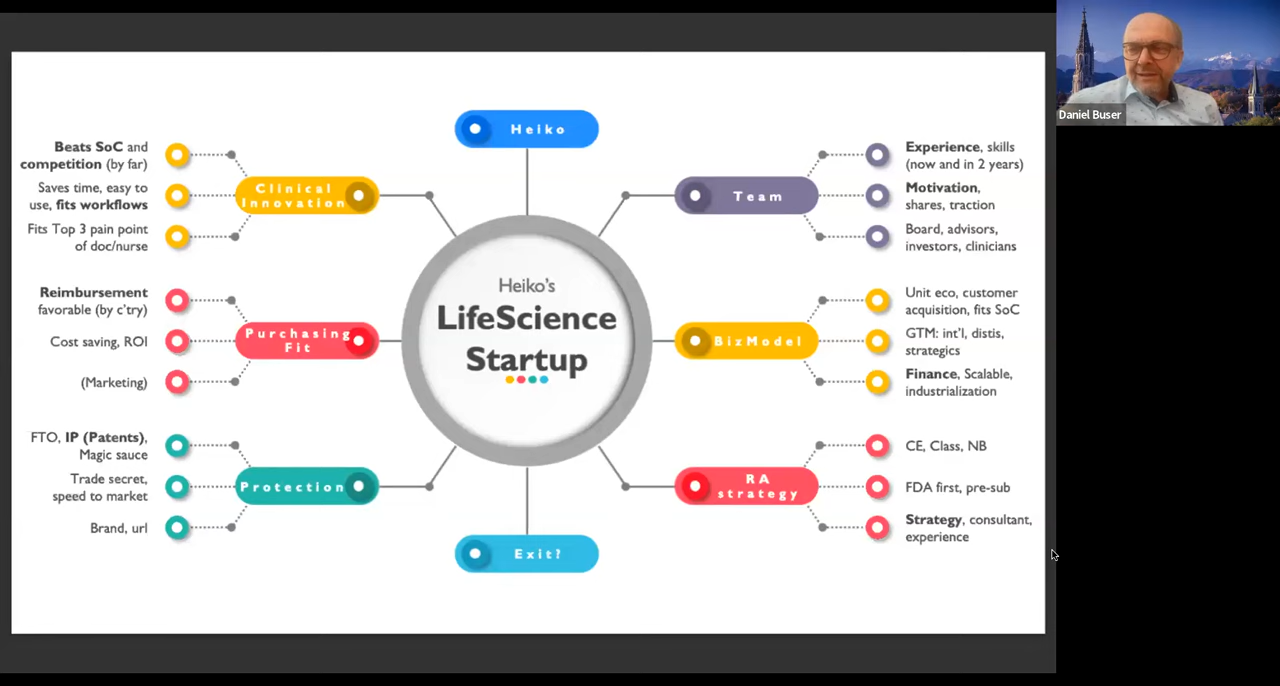 Heiko
Beats SoC and
competition (by far)
Saves time, easy to
use, fits workflows
Fits Top 3 pain point
of doc/nurse
Clinical
Innovation
Reimbursement
favorable (by c'try)
Cost saving, ROI
(Marketing)
Purchasing
Fit
FTO, IP (Patents),
Magic sauce
Trade secret,
speed to market
Brand, url
Protection
Heiko's
LifeScience
Startup
Exit?
Team
Experience, skills
(now and in 2 years)
Motivation,
shares, traction
Board, advisors,
investors, clinicians
BizModel
Unit eco, customer
acquisition, fits SoC
GTM: int'l, distis,
strategics
Finance, Scalable,
industrialization
RA
strategy
CE, Class, NB
FDA first, pre-sub
Strategy, consultant,
experience
Daniel Buser